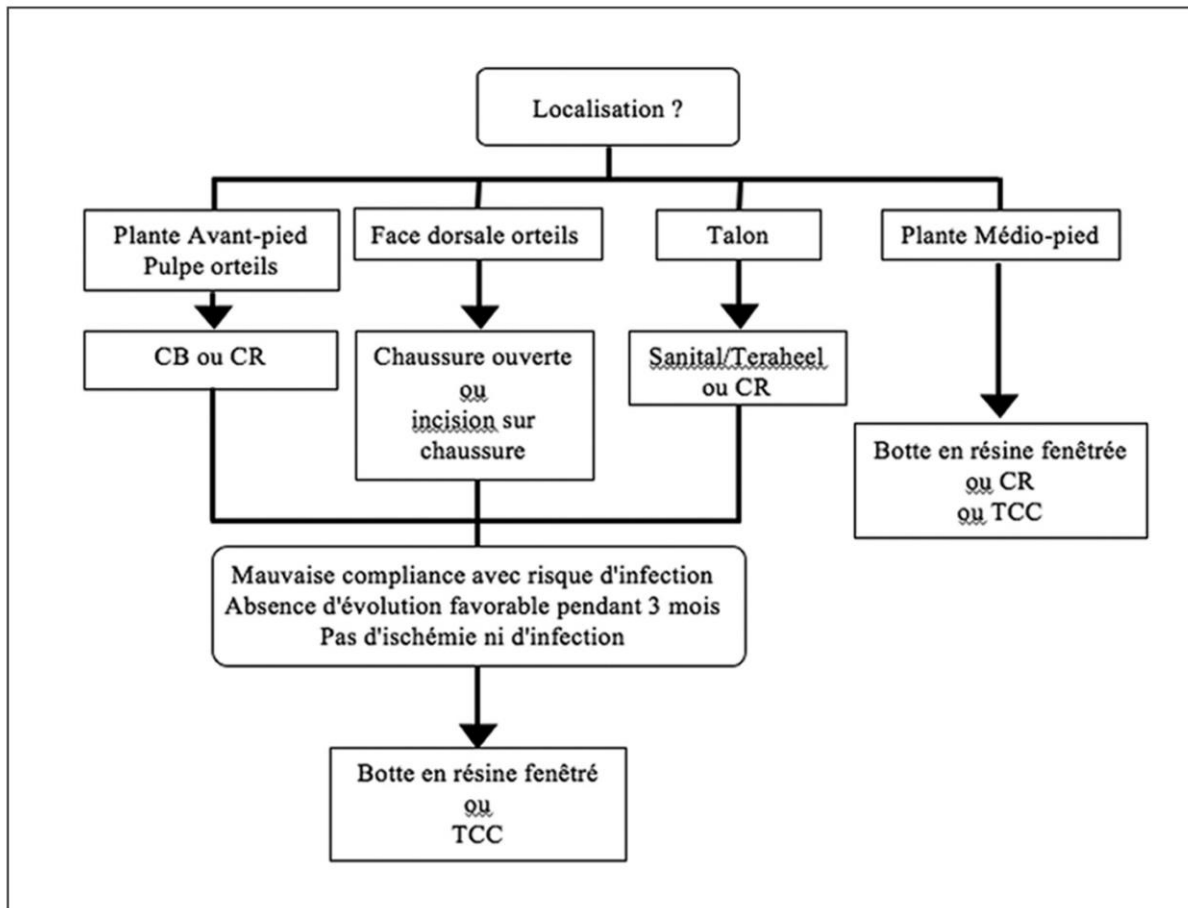 Localisation ?
Plante Avant-pied
Pulpe orteils
Face dorsale orteils
Talon
Plante Médio-pied
CB ou CR
Chaussure ouverte
ou
incision sur
chaussure
Sanital/Teraheel
ou CR
Botte en résine fenêtrée
ou CR
ou TCC
Mauvaise compliance avec risque d'infection
Absence d'évolution favorable pendant 3 mois
Pas d'ischémie ni d'infection
Botte en résine fenêtré
ou
TCC